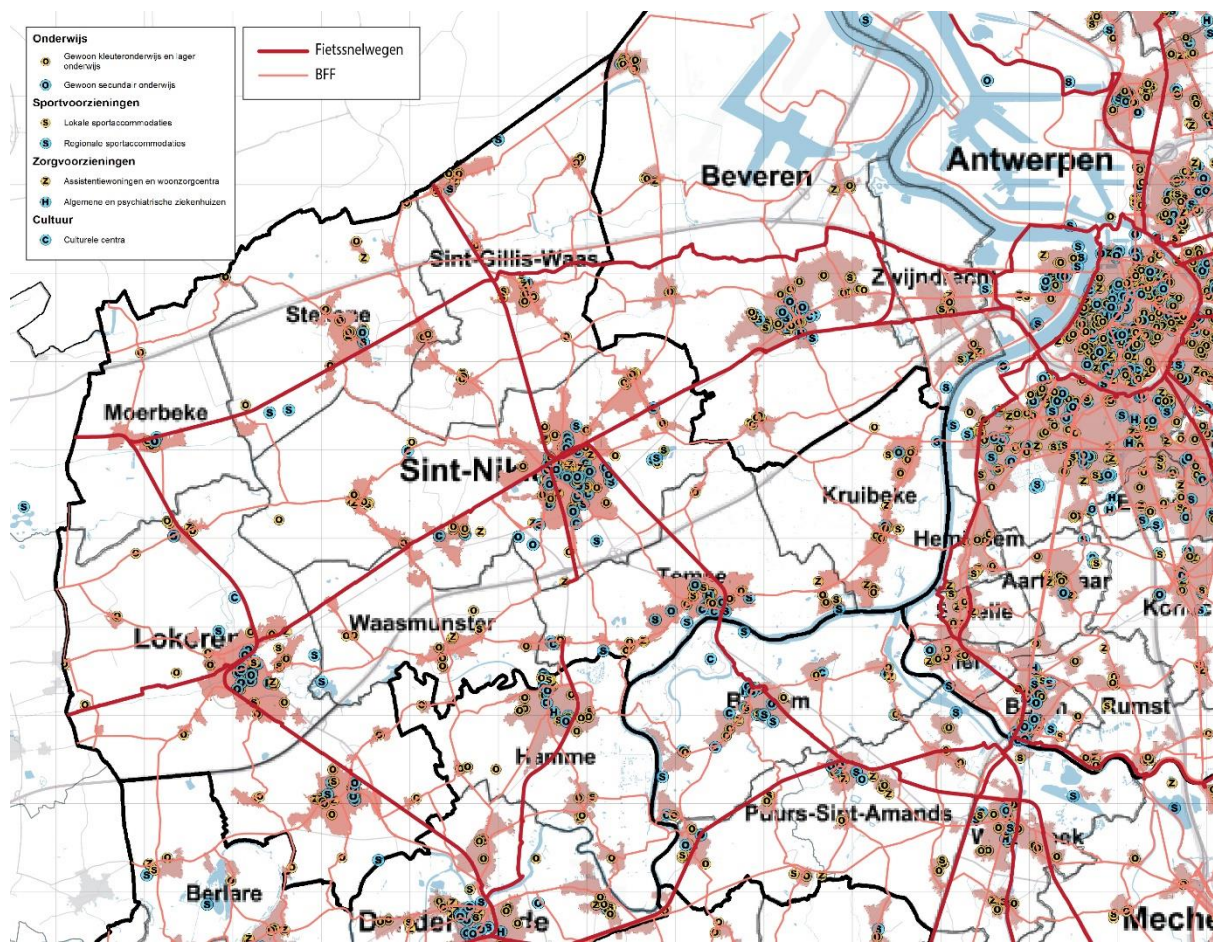 Onderwijs
Gewoon kleuteronderwijs en lager
onderwijs
Gewoon secundair onderwijs
Sportvoorzieningen
Lokale sportaccommodaties
Regionale sportaccommodaties
Zorgvoorzieningen
Assistentiewoningen en woonzorgcentra
Algemene en psychiatrische ziekenhuizen
Cultuur
Culturele centra
Fietssnelwegen
BFF
Antwerpen
Beveren
Sint-Gillis-Waas
Zwijndrecht
Stekene
Moerbeke
Kruibeke
Temse
Waasmunster
Lokeren
Rumst
Hamme
Puurs-Sint-Amands
Berlare